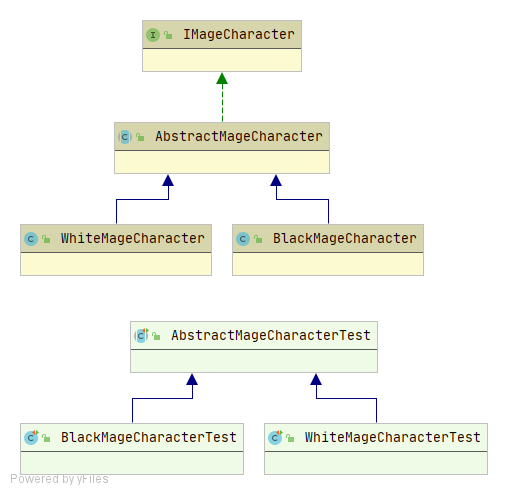 IMageCharacter
AbstractMageCharacter
WhiteMageCharacter
BlackMageCharacter
AbstractMageCharacterTest
BlackMageCharacterTest
WhiteMageCharacterTest
Powered by yFiles